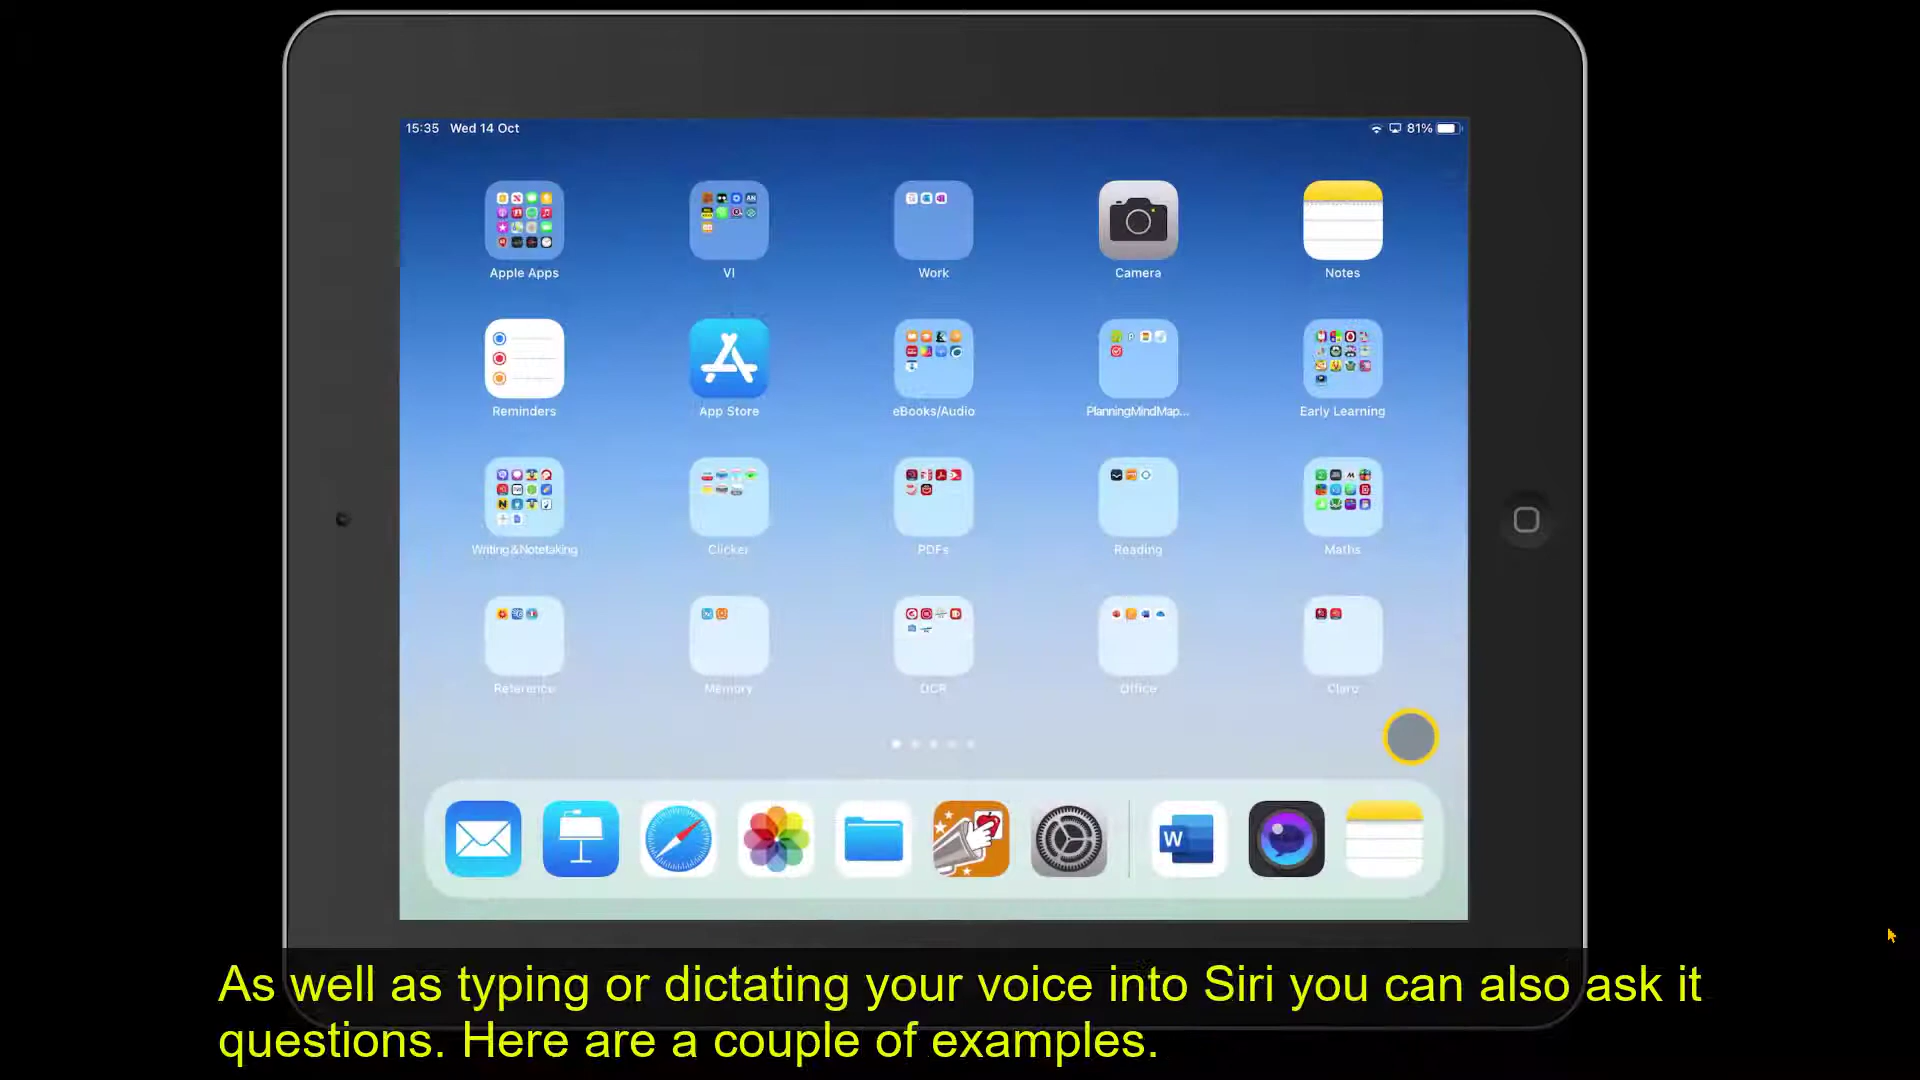 15:35 Wed 14 Oct 81%
Apple Apps VI Work Camera Notes
Reminders App Store eBooks/Audio PlanningMindMap... Early Learning
Writing&Notetaking Clicker PDFs Reading Maths
Reference Memory OCR Office Claro
W
As well as typing or dictating your voice into Siri you can also ask it
questions. Here are a couple of examples.